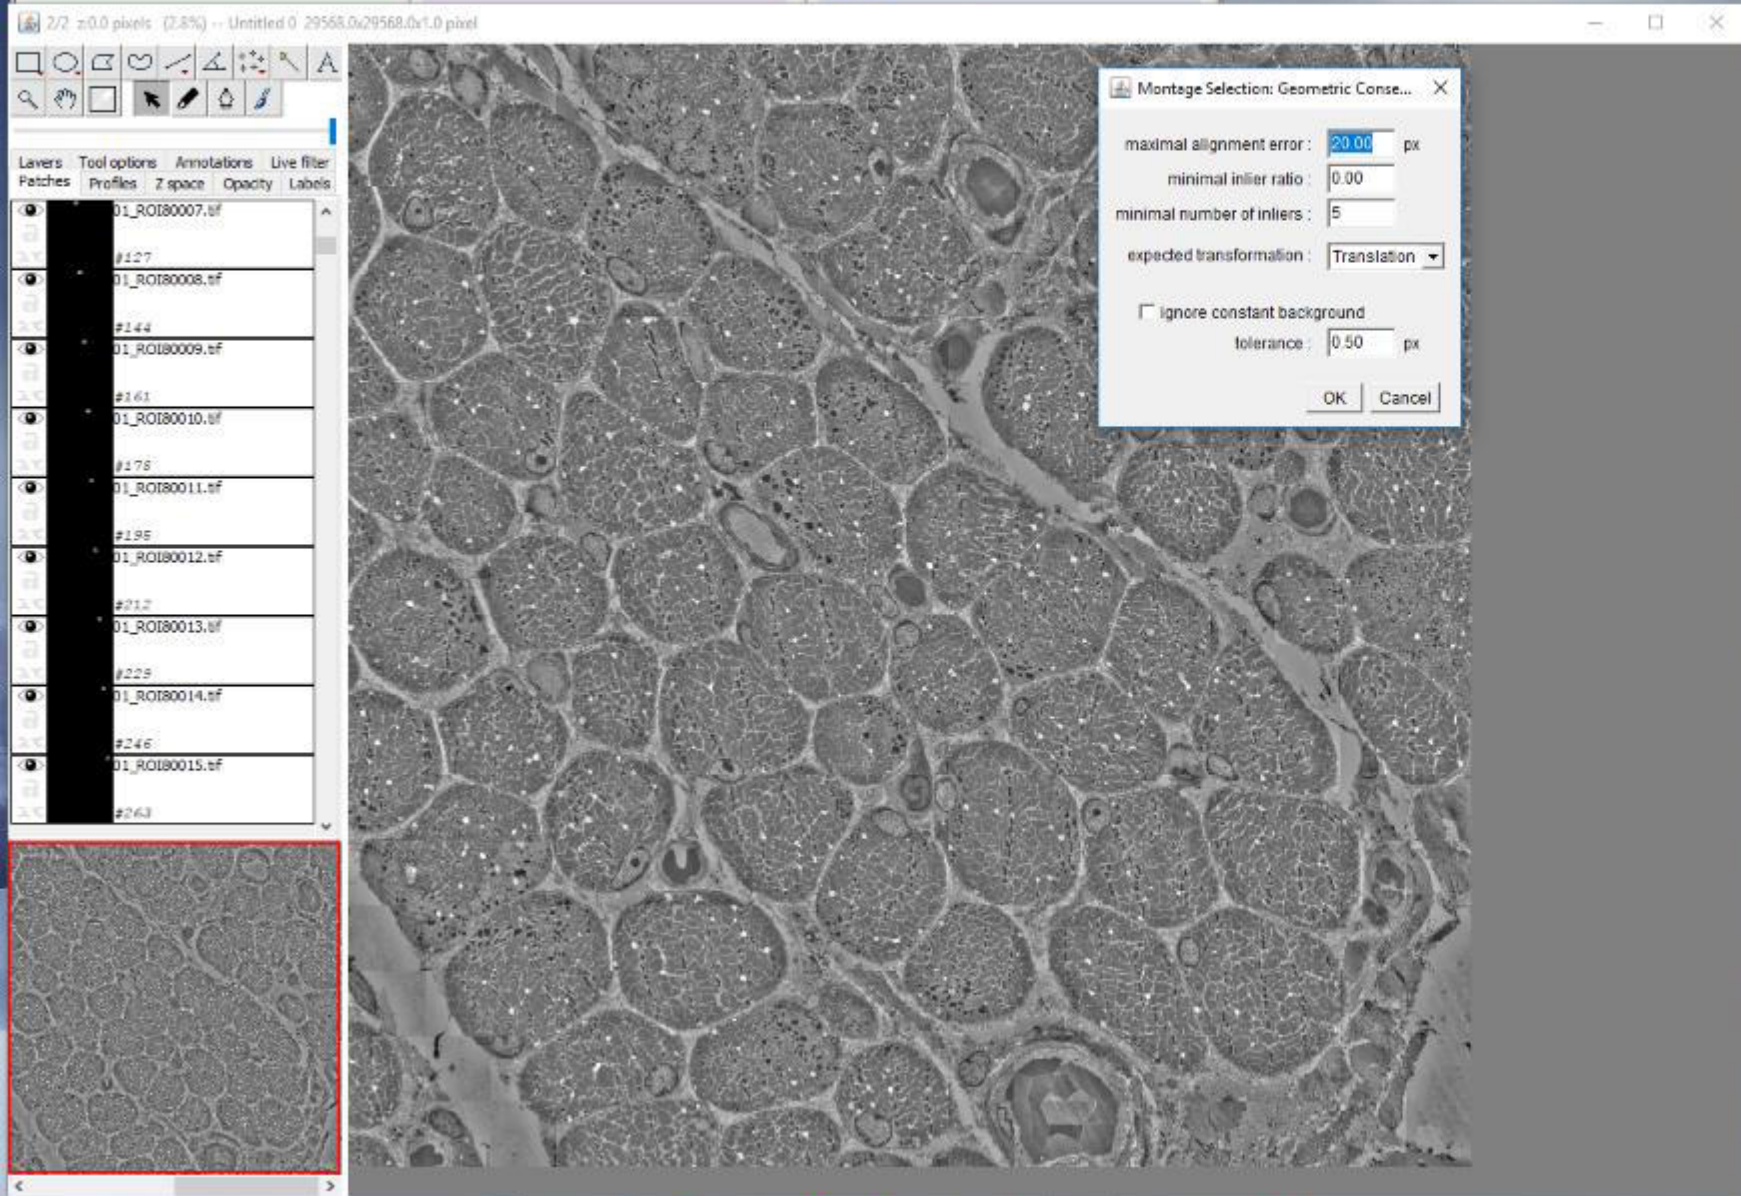 2/2 z:0.0 pixels (2.8%) -- Untitled 0 29568.0x29568.0x1.0 pixel
A
Layers Tool options Annotations Live filter
Patches Profiles Z space Opacity Labels
01_ROI80007.tif
#127
01_ROI80008.tif
#144
01_ROI80009.tif
#161
01_ROI80010.tif
#178
01_ROI80011.tif
#195
01_ROI80012.tif
#212
01_ROI80013.tif
#229
01_ROI80014.tif
#246
01_ROI80015.tif
#263
Montage Selection: Geometric Conse...
maximal alignment error : 20.00 px
minimal inlier ratio : 0.00
minimal number of inliers : 5
expected transformation : Translation
ignore constant background
tolerance : 0.50 px
OK Cancel